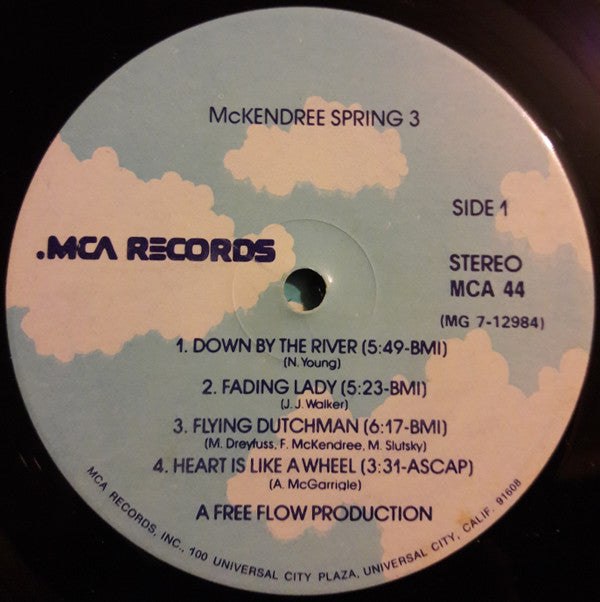 McKENDREE SPRING 3
SIDE 1
.MCA RECORDS
STEREO
MCA 44
(MG 7-12984)
1. DOWN BY THE RIVER (5:49-BMI)
(N. Young)
2. FADING LADY (5:23-BMI)
(J. J. Walker)
3. FLYING DUTCHMAN (6:17-BMI)
(M. Dreyfuss, F. McKendree, M. Slutsky)
4. HEART IS LIKE A WHEEL (3:31-ASCAP)
(A. McGarrigle)
A FREE FLOW PRODUCTION
MCA RECORDS, INC., 100 UNIVERSAL CITY PLAZA, UNIVERSAL CITY, CALIF. 91608